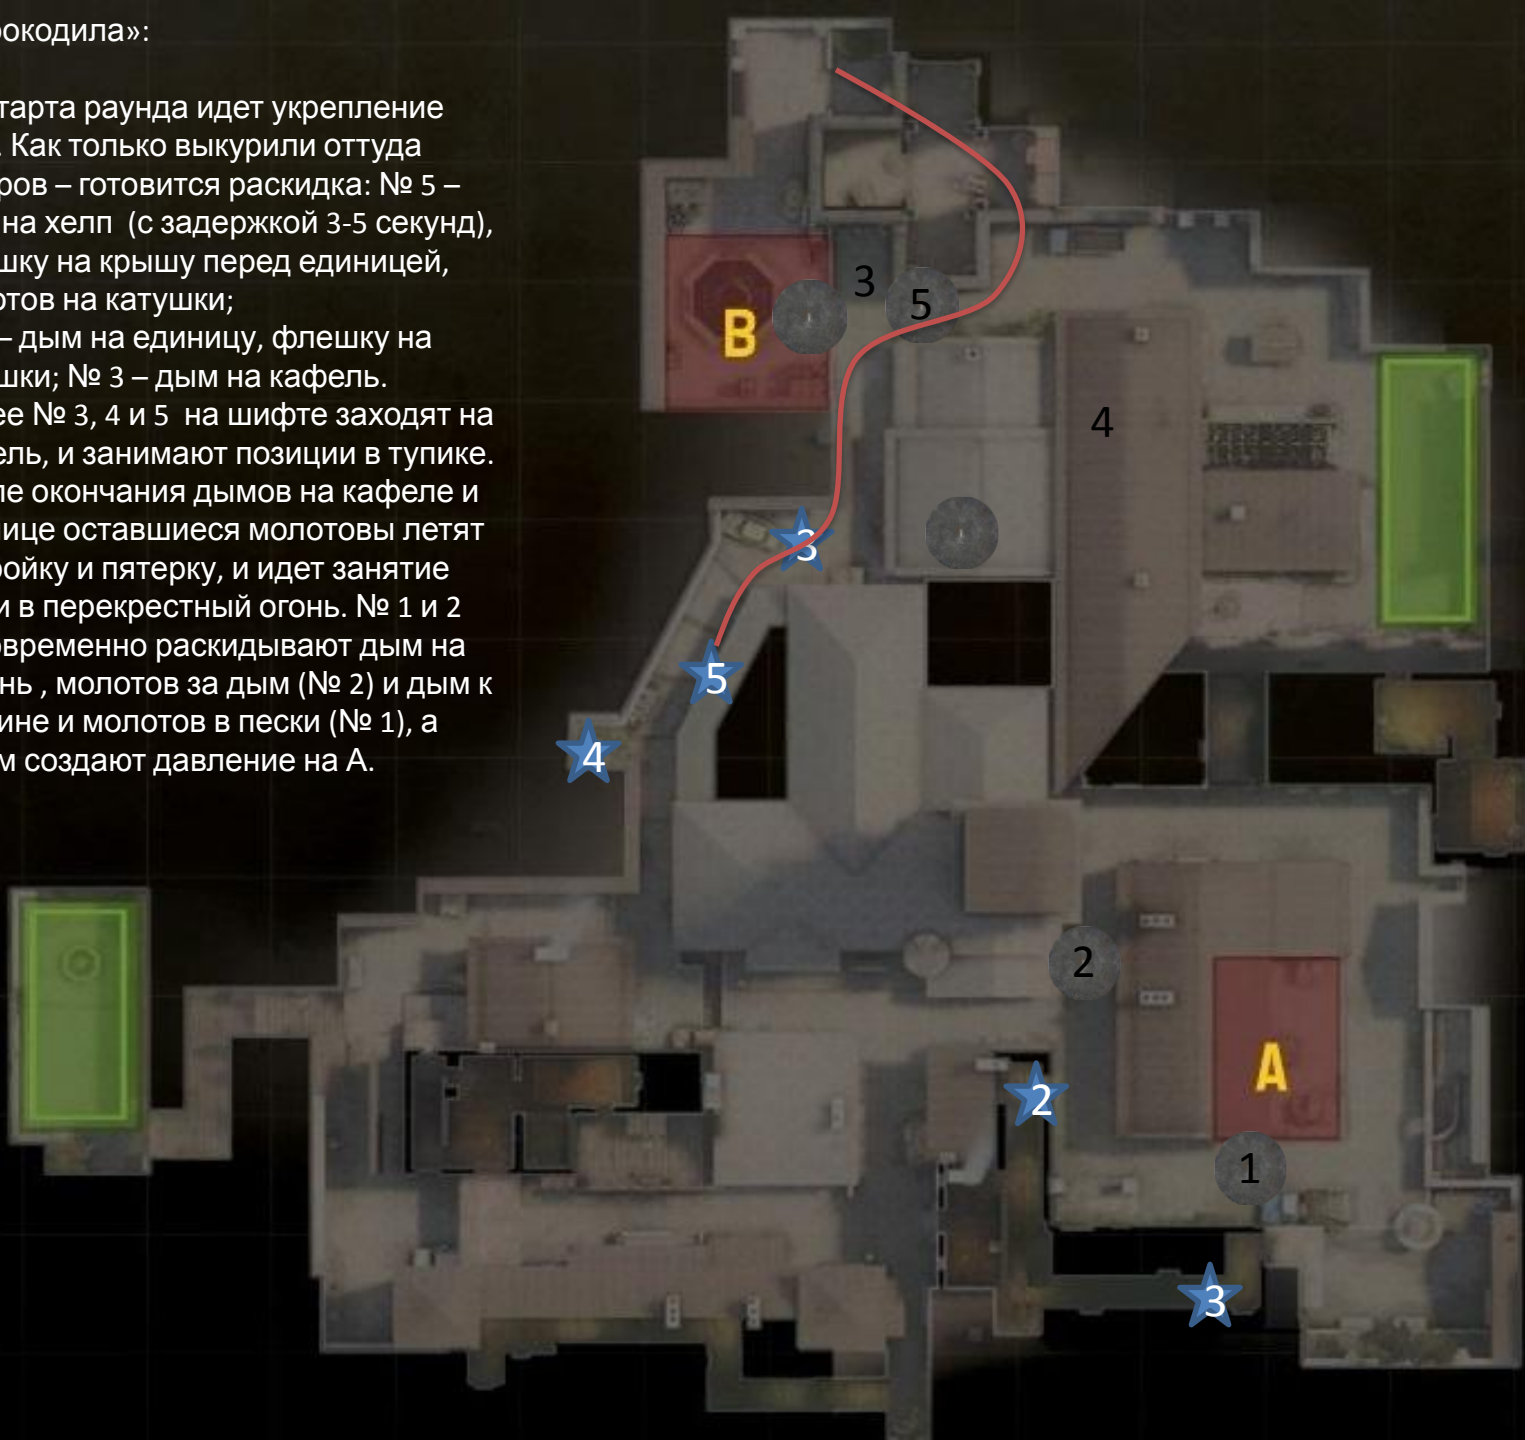 окодила»:
тарта раунда идет укрепление
. Как только выкурили оттуда
ров – готовится раскидка: № 5 –
на хелп (с задержкой 3-5 секунд),
шку на крышу перед единицей,
отов на катушки;
– дым на единицу, флешку на
шки; № 3 – дым на кафель.
ее № 3, 4 и 5 на шифте заходят на
ель, и занимают позиции в тупике.
ле окончания дымов на кафеле и
нице оставшиеся молотовы летят
ройку и пятерку, и идет занятие
и в перекрестный огонь. № 1 и 2
овременно раскидывают дым на
нь , молотов за дым (№ 2) и дым к
ине и молотов в пески (№ 1), а
м создают давление на А.
3
5
B
4
3
5
4
2
A
2
1
3